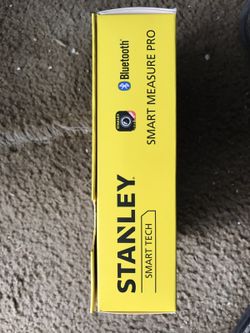 STANLEY
SMART TECH
Bluetooth®
SMART MEASURE PRO